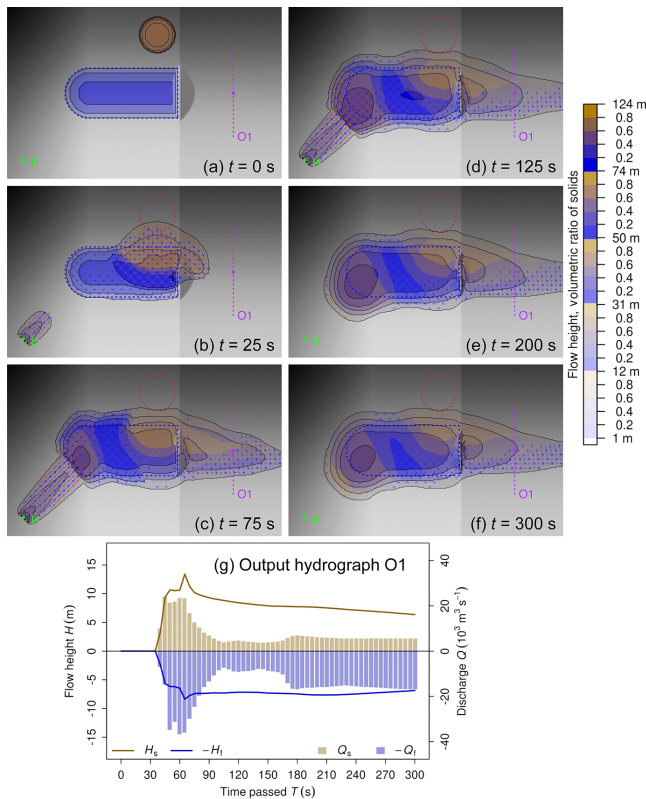 O1
(a) t = 0 s
O1
(b) t = 25 s
O1
(c) t = 75 s
O1
(d) t = 125 s
O1
(e) t = 200 s
O1
(f) t = 300 s
Flow height, volumetric ratio of solids
124 m
0.8
0.6
0.4
0.2
74 m
0.8
0.6
0.4
0.2
50 m
0.8
0.6
0.4
0.2
31 m
0.8
0.6
0.4
0.2
12 m
0.8
0.6
0.4
0.2
1 m
(g) Output hydrograph O1
Flow height H (m)
15
10
5
0
−5
−10
−15
Discharge Q (10³ m³ s⁻¹)
40
20
0
−20
−40
Hs
−Hf
Qs
−Qf
0 30 60 90 120 150 180 210 240 270 300
Time passed T (s)